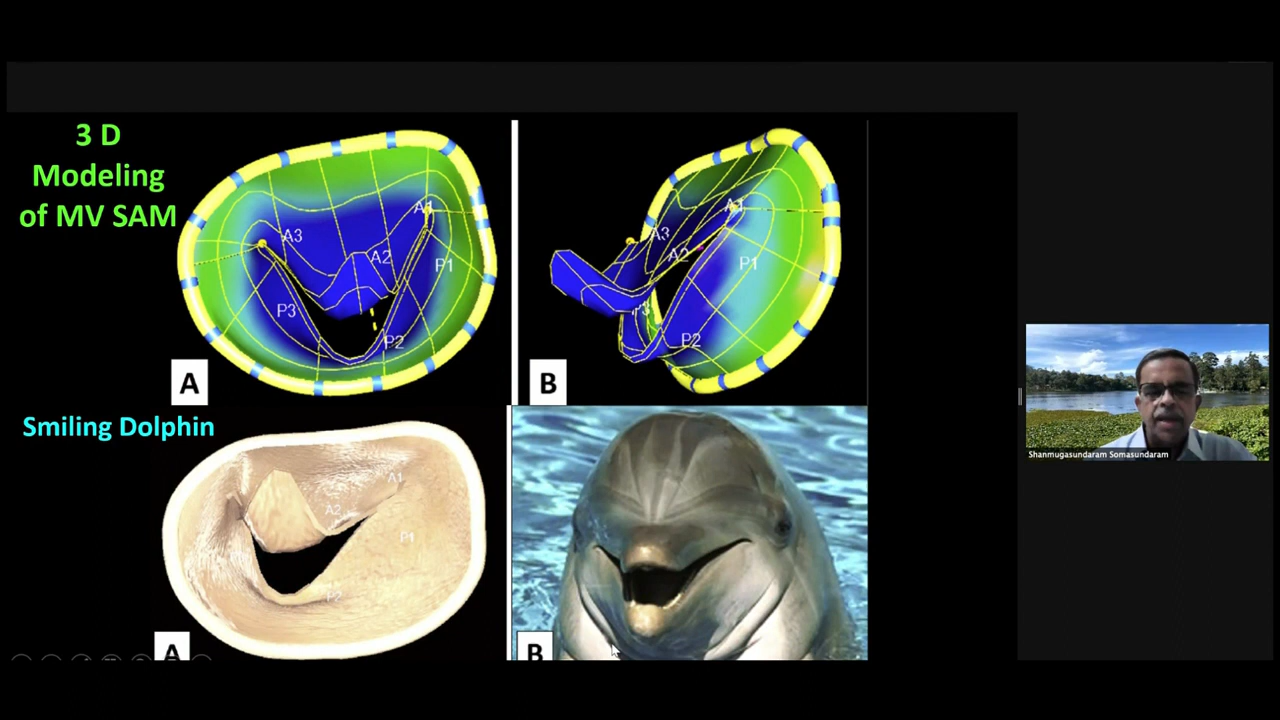 3 D
Modeling
of MV SAM
A3
A1
A2
P1
P3
P2
A
A1
A3
A2
P1
P2
B
Smiling Dolphin
A1
A2
P1
P2
A
B
Shanmugasundaram Somasundaram